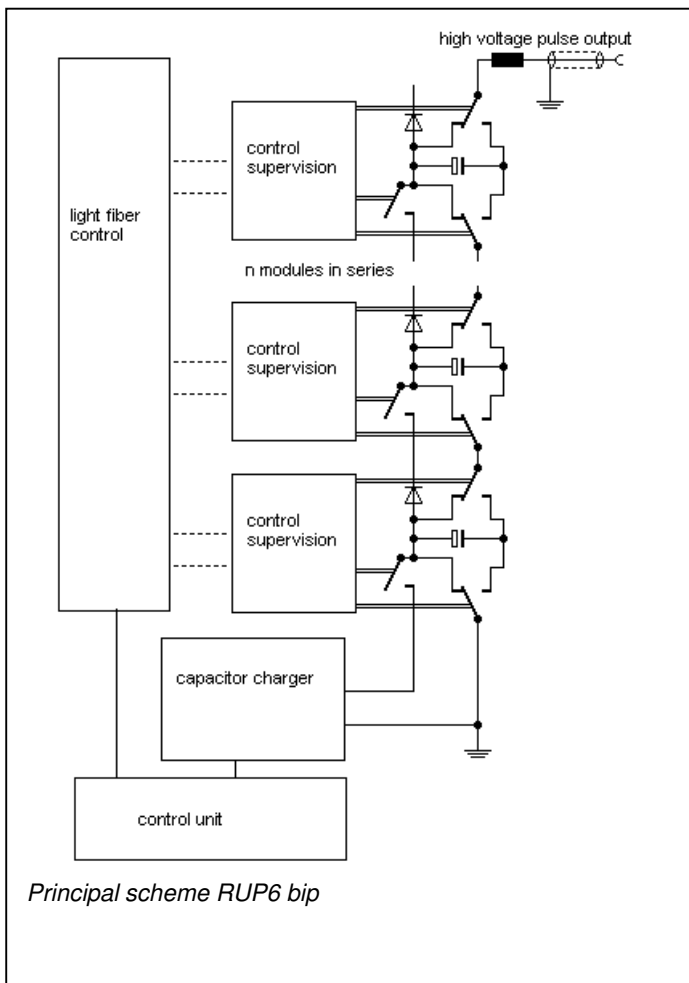 high voltage pulse output
control
supervision
light fiber
control
n modules in series
control
supervision
control
supervision
capacitor charger
control unit
Principal scheme RUP6 bip